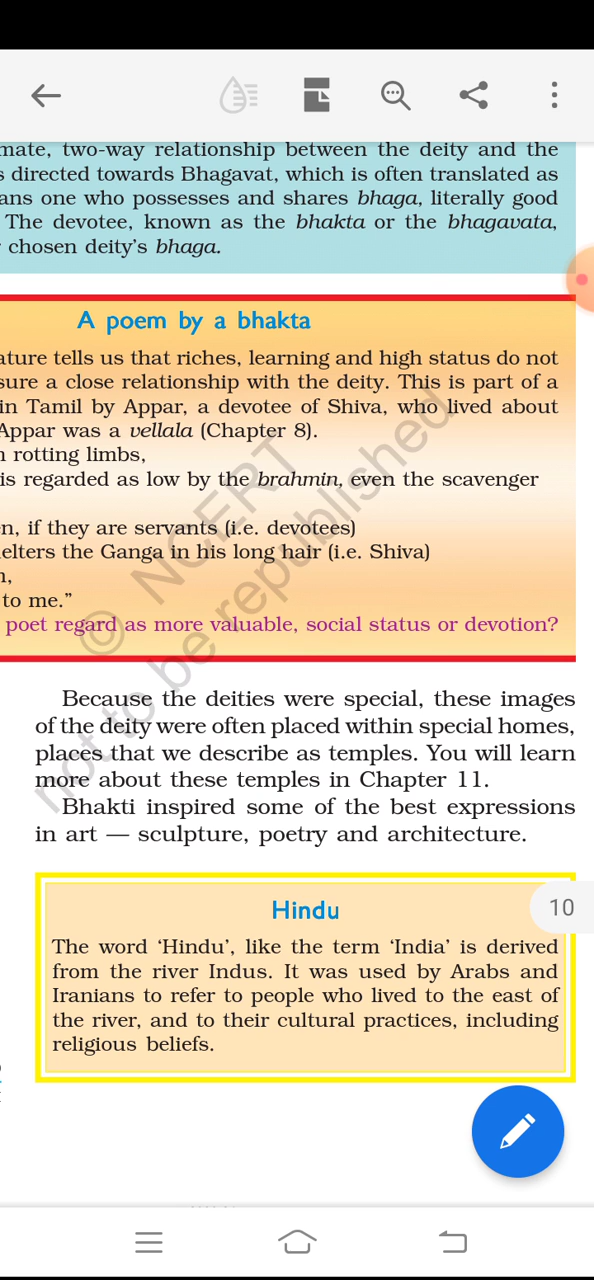 mate, two-way relationship between the deity and the
s directed towards Bhagavat, which is often translated as
ans one who possesses and shares bhaga, literally good
The devotee, known as the bhakta or the bhagavata,
chosen deity's bhaga.
A poem by a bhakta
ature tells us that riches, learning and high status do not
sure a close relationship with the deity. This is part of a
in Tamil by Appar, a devotee of Shiva, who lived about
Appar was a vellala (Chapter 8).
rotting limbs,
is regarded as low by the brahmin, even the scavenger
n, if they are servants (i.e. devotees)
elters the Ganga in his long hair (i.e. Shiva)
to me."
poet regard as more valuable, social status or devotion?
Because the deities were special, these images
of the deity were often placed within special homes,
places that we describe as temples. You will learn
more about these temples in Chapter 11.
Bhakti inspired some of the best expressions
in art — sculpture, poetry and architecture.
Hindu
10
The word 'Hindu', like the term 'India' is derived
from the river Indus. It was used by Arabs and
Iranians to refer to people who lived to the east of
the river, and to their cultural practices, including
religious beliefs.
© NCERT
not to be republished